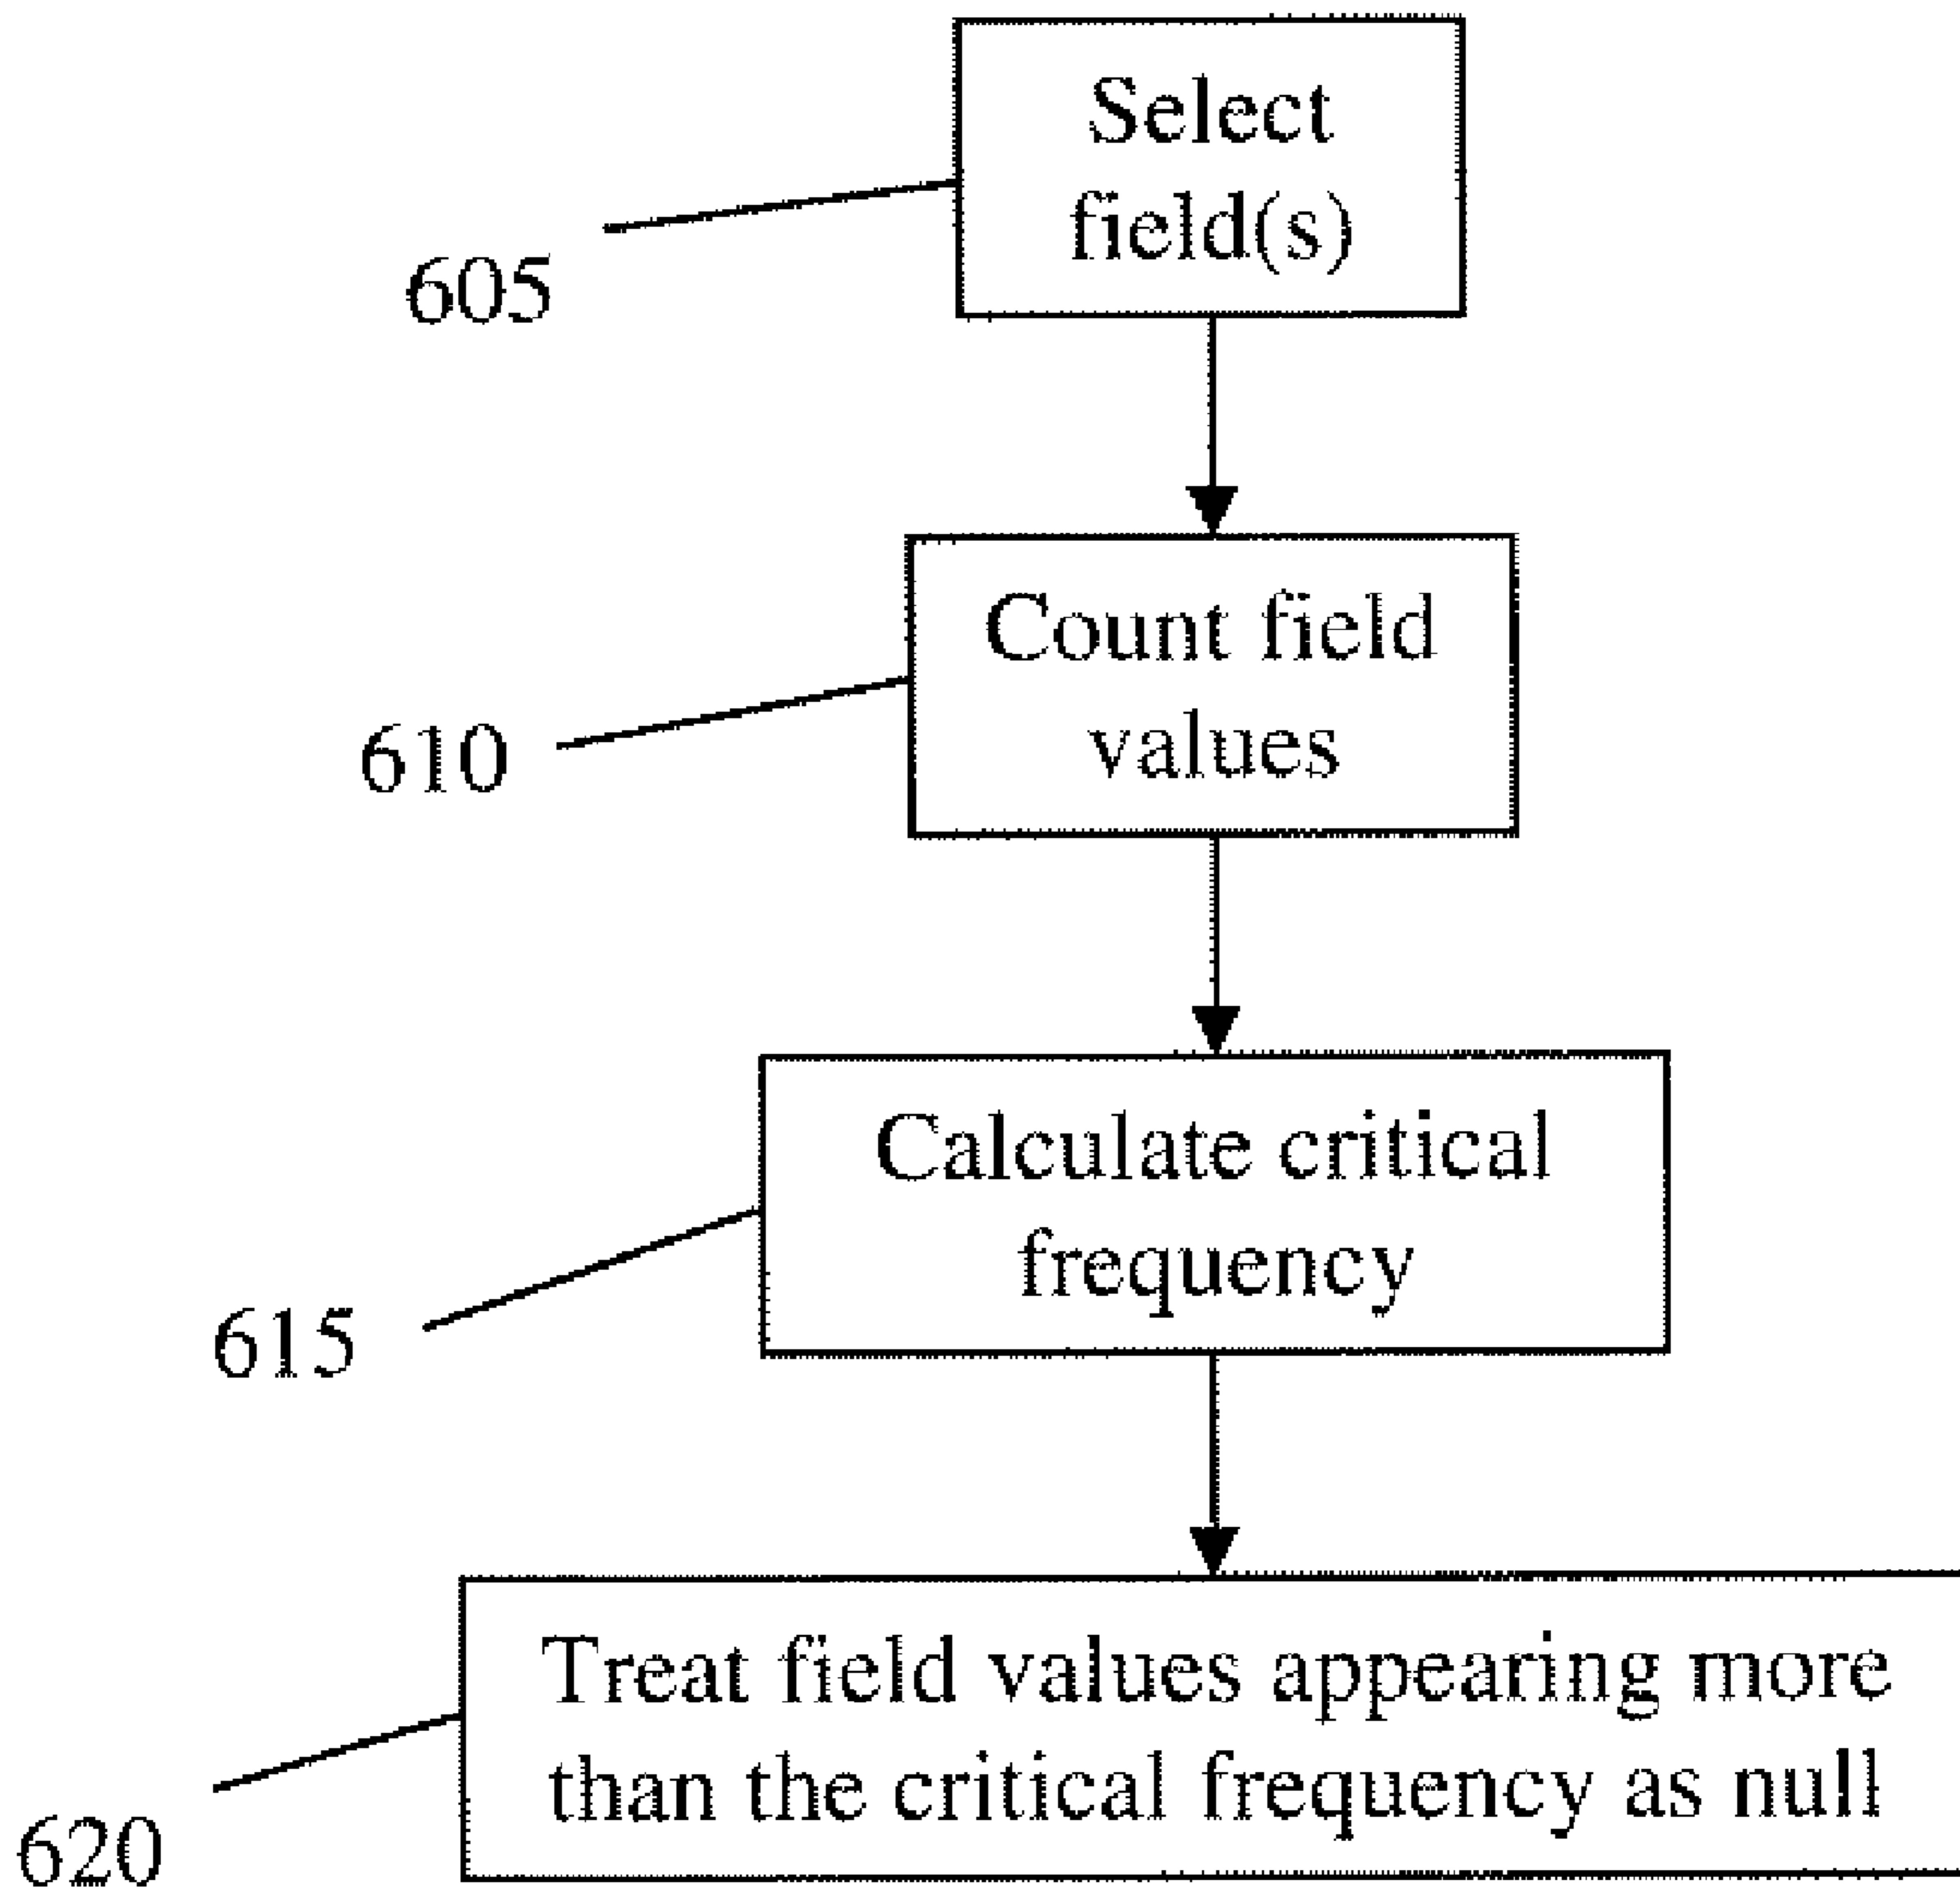 Select
field(s)
605
Count field
values
610
Calculate critical
frequency
615
Treat field values appearing more
than the critical frequency as null
620